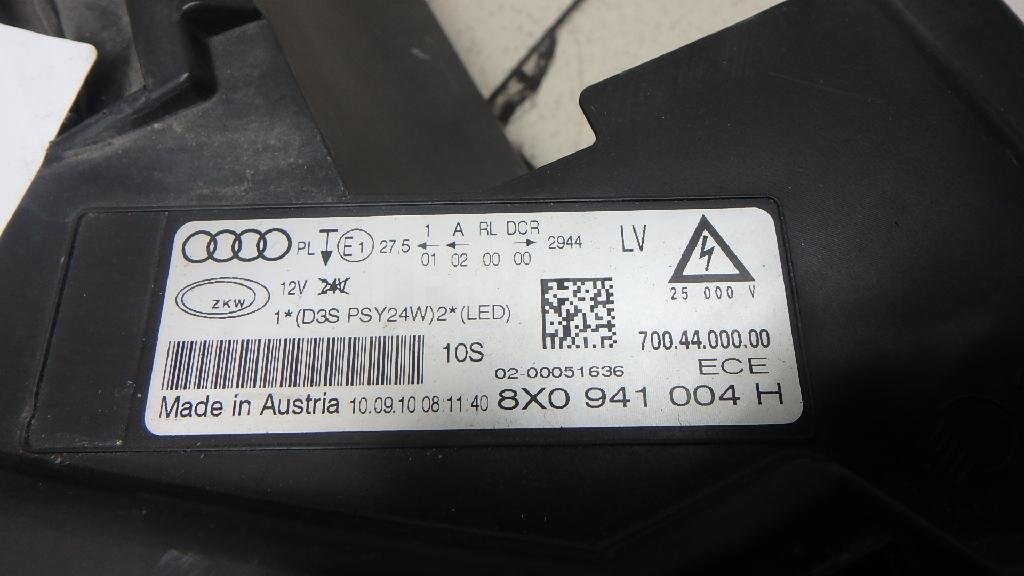 PL E1 27,5 1 A RL DCR 2944 LV
01 02 00 00
ZKW 12V 24V 25 000 V
1*(D3S PSY24W)2*(LED)
700.44.000.00
10S 02-00051636 ECE
Made in Austria 10.09.10 08:11:40 8X0 941 004 H